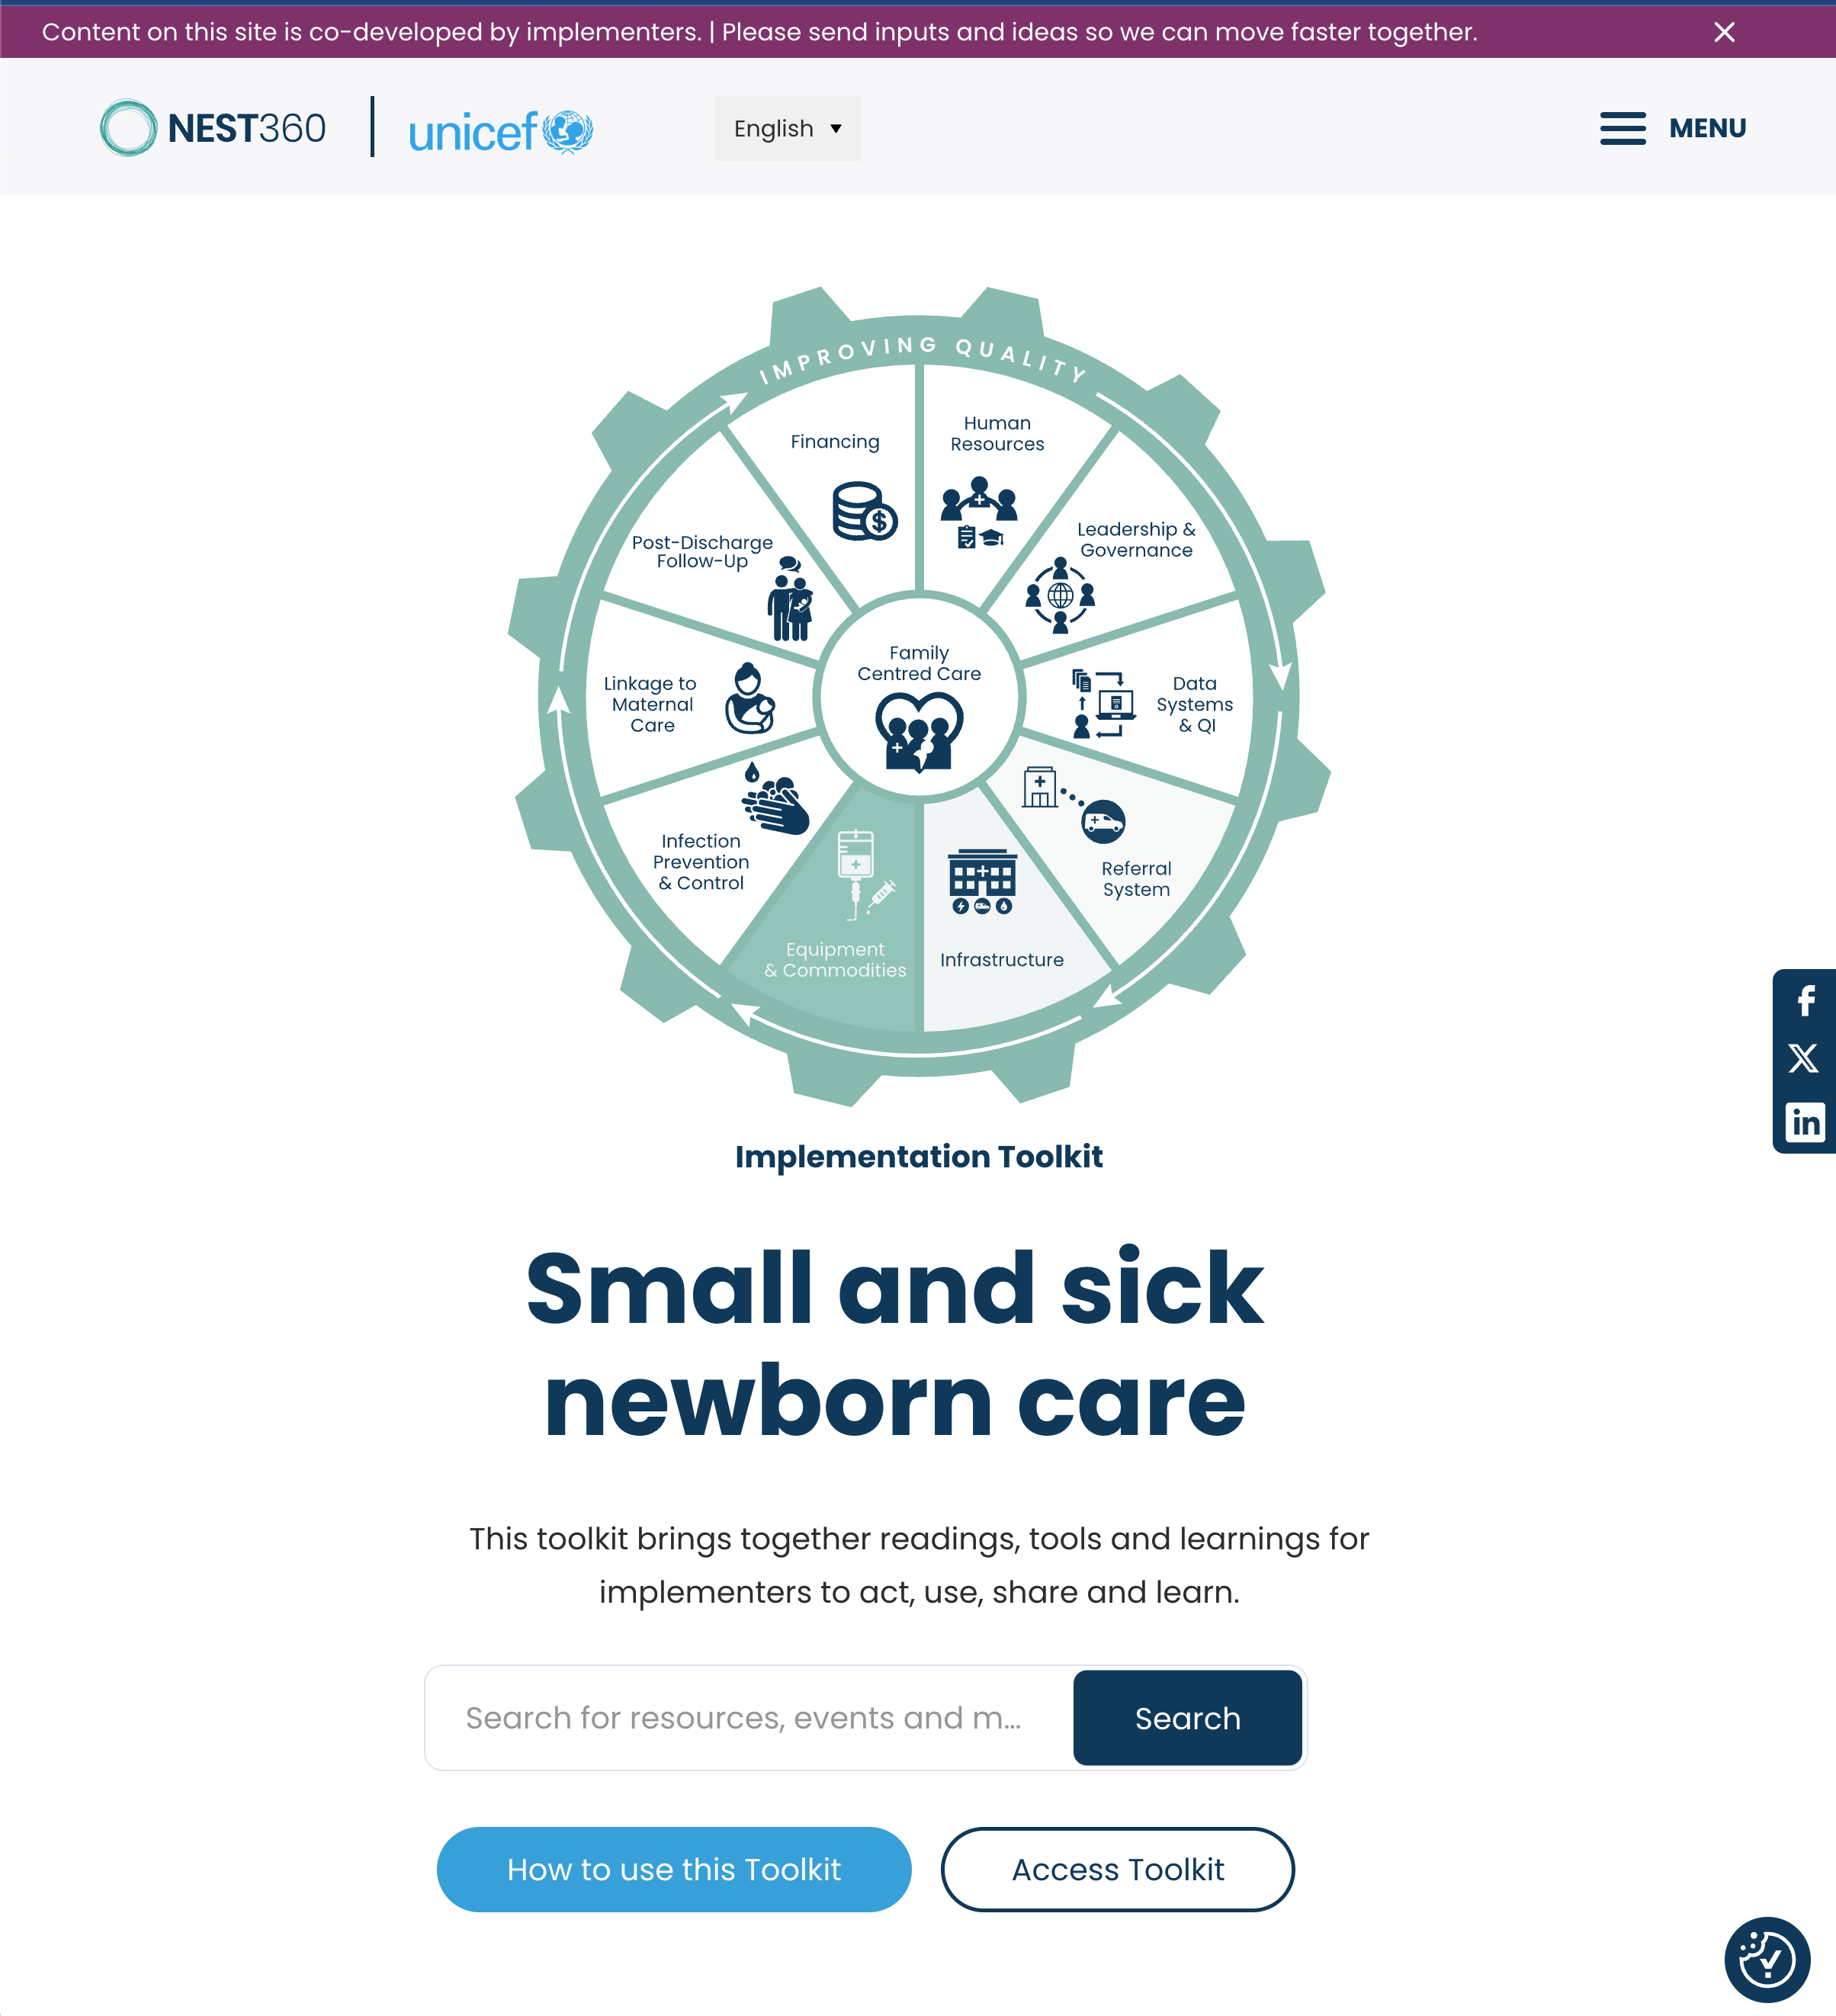 Content on this site is co-developed by implementers. | Please send inputs and ideas so we can move faster together.
NEST360
unicef
English
MENU
IMPROVING QUALITY
Financing
Human
Resources
Leadership &
Governance
Data
Systems
& QI
Referral
System
Infrastructure
Equipment
& Commodities
Infection
Prevention
& Control
Linkage to
Maternal
Care
Post-Discharge
Follow-Up
Family
Centred Care
Implementation Toolkit
Small and sick
newborn care
This toolkit brings together readings, tools and learnings for
implementers to act, use, share and learn.
Search for resources, events and m...
Search
How to use this Toolkit
Access Toolkit